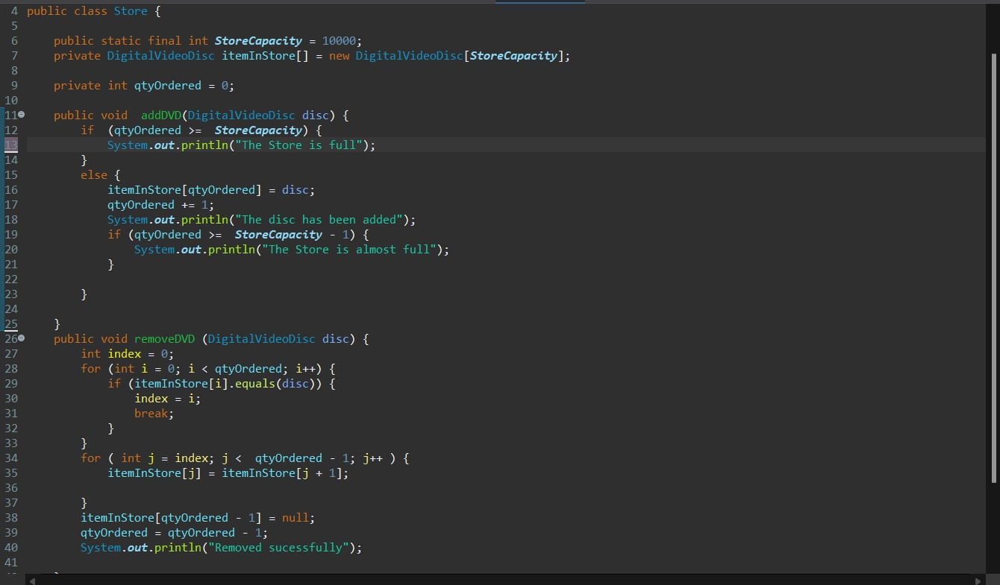 4 public class Store {
5
6 public static final int StoreCapacity = 10000;
7 private DigitalVideoDisc itemInStore[] = new DigitalVideoDisc[StoreCapacity];
8
9 private int qtyOrdered = 0;
10
11 public void  addDVD(DigitalVideoDisc disc) {
12 if  (qtyOrdered >=  StoreCapacity) {
13 System.out.println("The Store is full");
14 }
15 else {
16 itemInStore[qtyOrdered] = disc;
17 qtyOrdered += 1;
18 System.out.println("The disc has been added");
19 if (qtyOrdered >=  StoreCapacity - 1) {
20 System.out.println("The Store is almost full");
21 }
22
23 }
24
25 }
26 public void removeDVD (DigitalVideoDisc disc) {
27 int index = 0;
28 for (int i = 0; i < qtyOrdered; i++) {
29 if (itemInStore[i].equals(disc)) {
30 index = i;
31 break;
32 }
33 }
34 for ( int j = index; j <  qtyOrdered - 1; j++ ) {
35 itemInStore[j] = itemInStore[j + 1];
36
37 }
38 itemInStore[qtyOrdered - 1] = null;
39 qtyOrdered = qtyOrdered - 1;
40 System.out.println("Removed sucessfully");
41